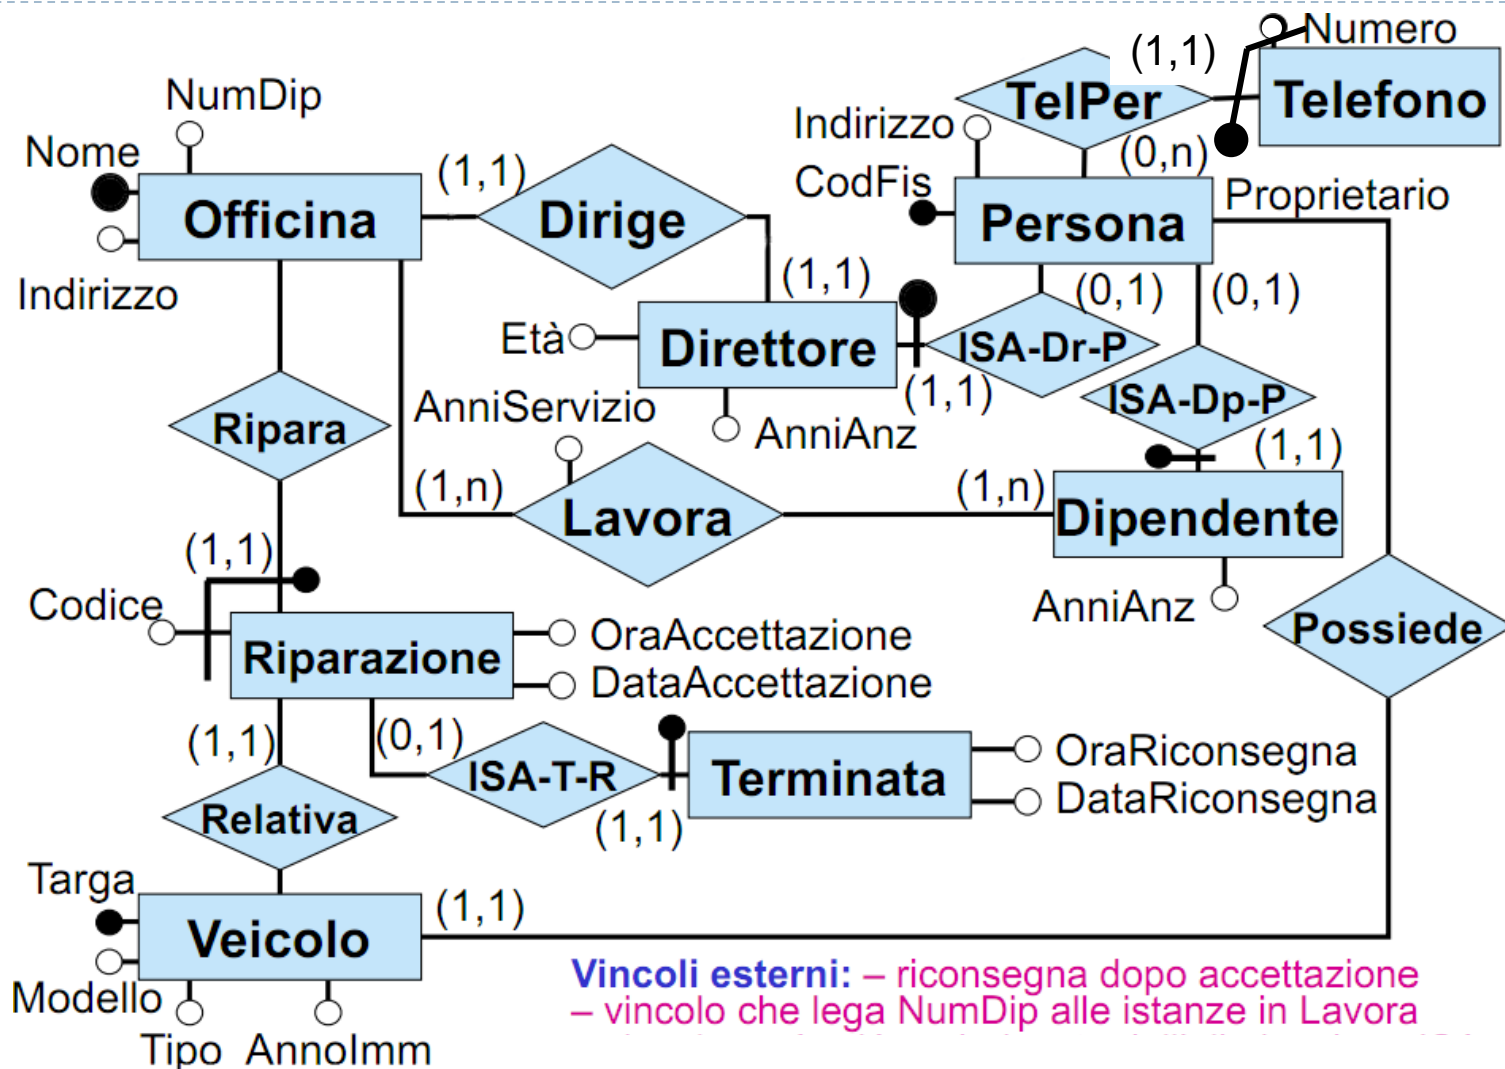 Numero
(1,1)
NumDip
TelPer
Telefono
Indirizzo
Nome
(1,1)
(0,n)
CodFis
Proprietario
Officina
Dirige
Persona
Indirizzo
(1,1)
(0,1)
(0,1)
Età
Direttore
ISA-Dr-P
(1,1)
ISA-Dp-P
AnniServizio
AnniAnz
Ripara
(1,1)
(1,n)
(1,n)
Lavora
Dipendente
(1,1)
Codice
AnniAnz
OraAccettazione
Possiede
Riparazione
DataAccettazione
(1,1)
(0,1)
OraRiconsegna
ISA-T-R
Terminata
DataRiconsegna
Relativa
(1,1)
Targa
(1,1)
Veicolo
Vincoli esterni: – riconsegna dopo accettazione
Modello
– vincolo che lega NumDip alle istanze in Lavora
Tipo
AnnoImm